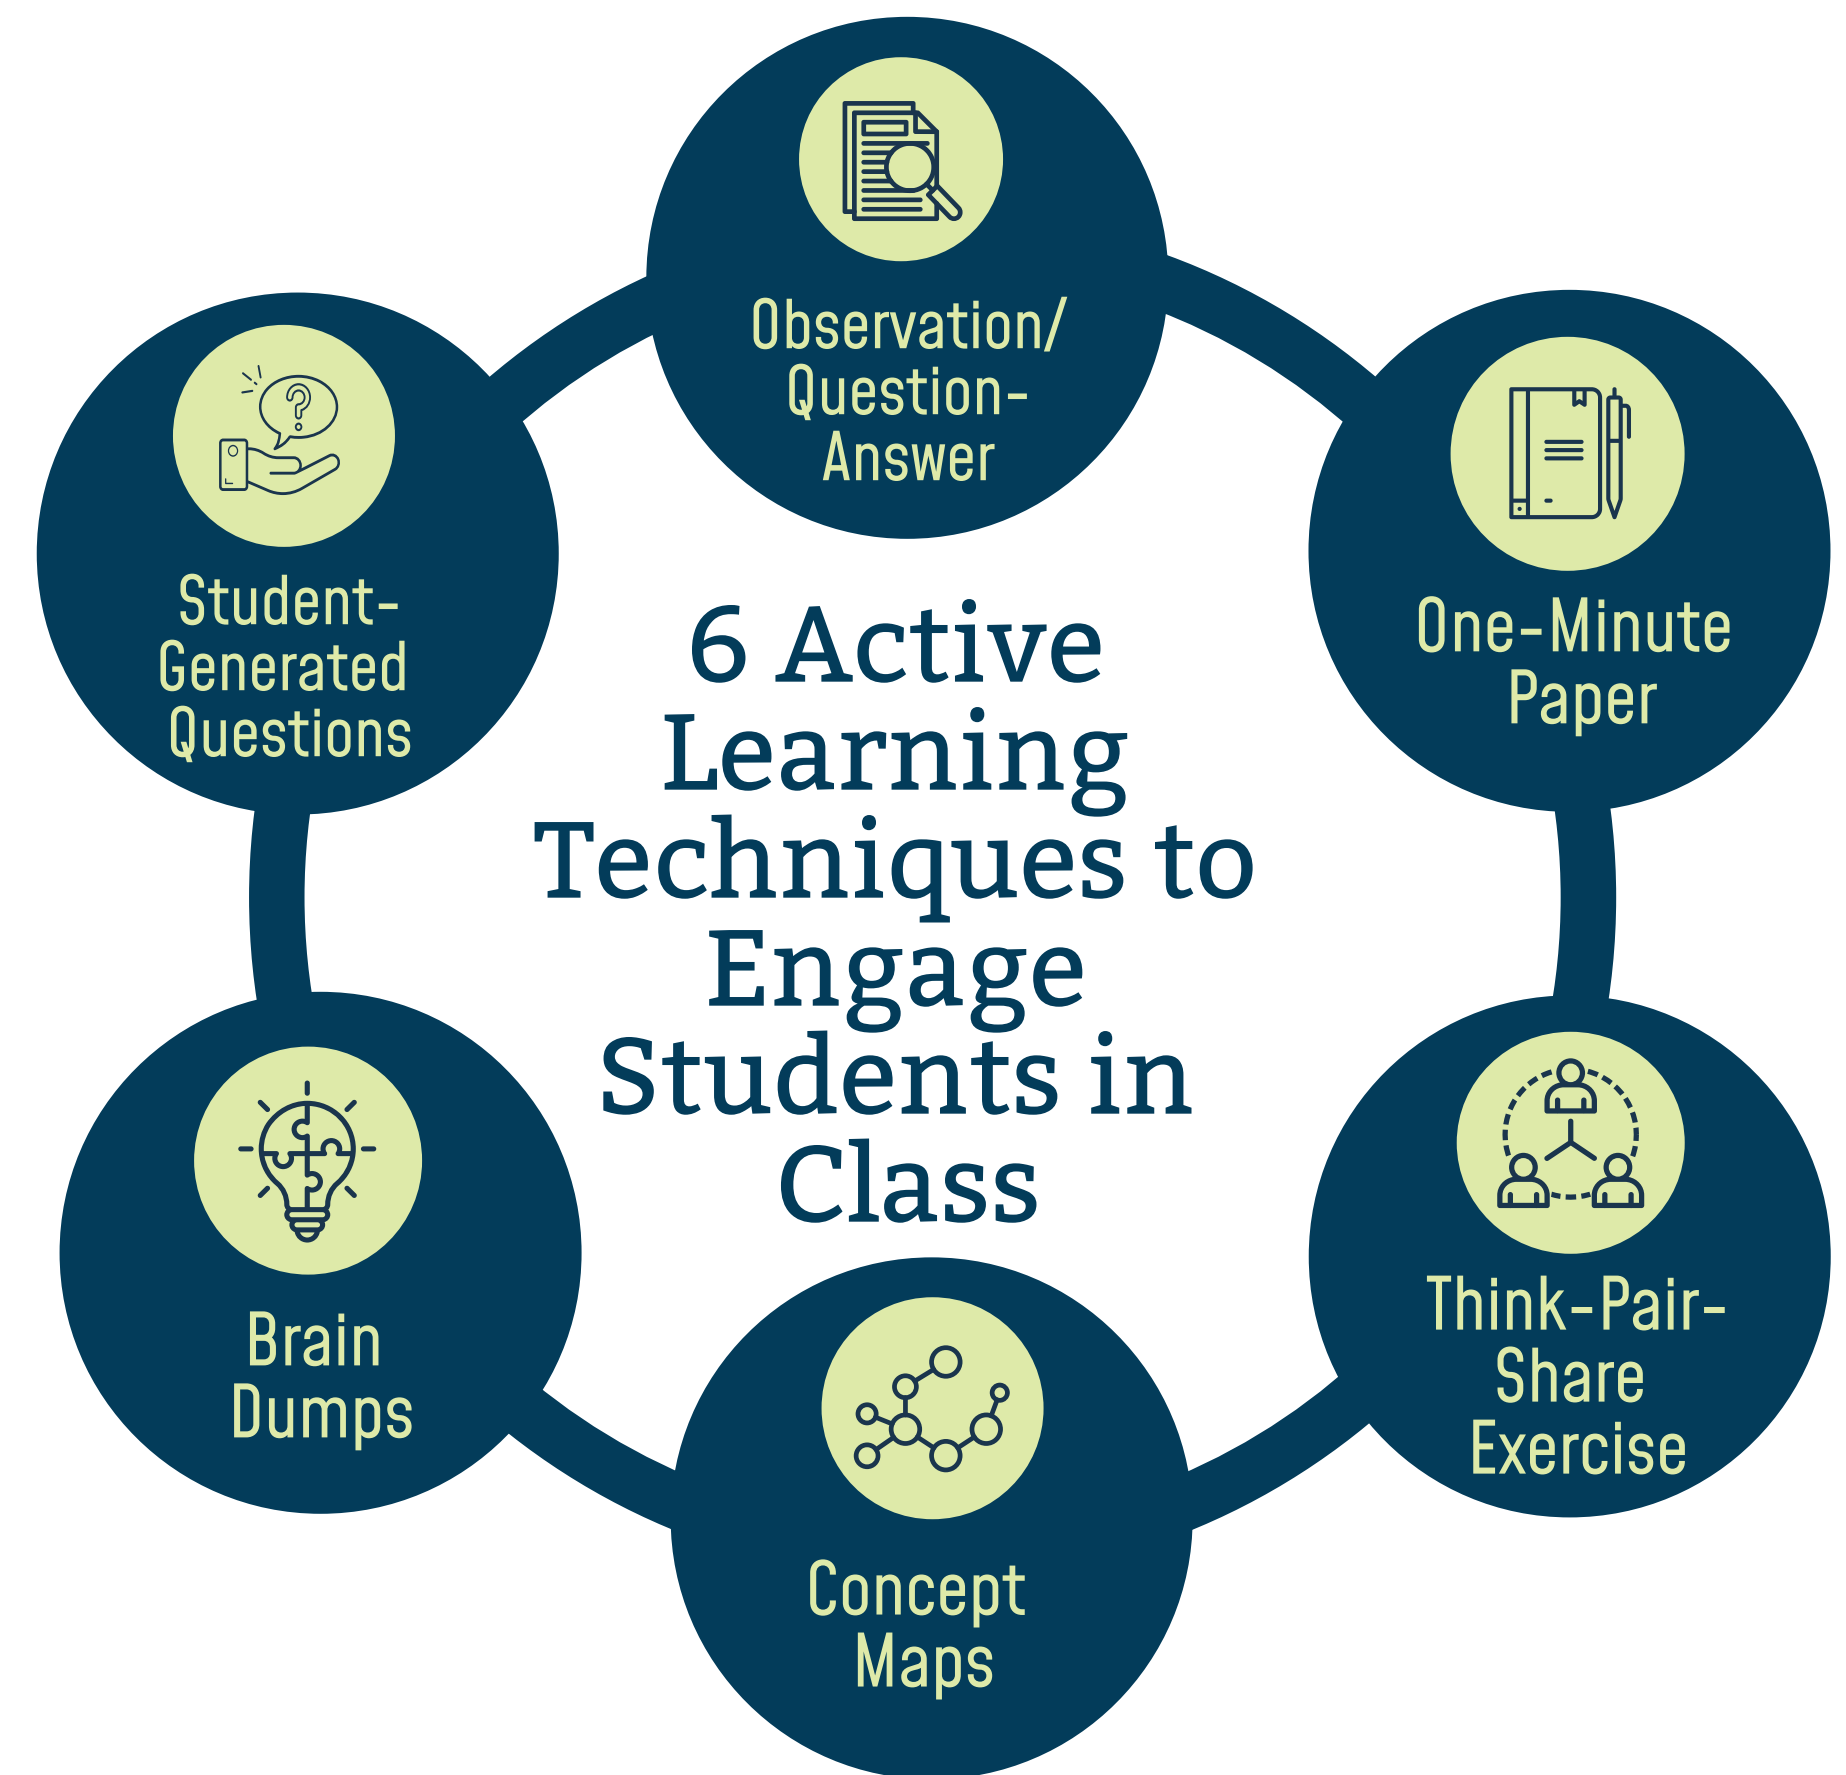 Observation/
Question-
Answer
One-Minute
Paper
Think-Pair-
Share
Exercise
Concept
Maps
Brain
Dumps
Student-
Generated
Questions
6 Active
Learning
Techniques to
Engage
Students in
Class